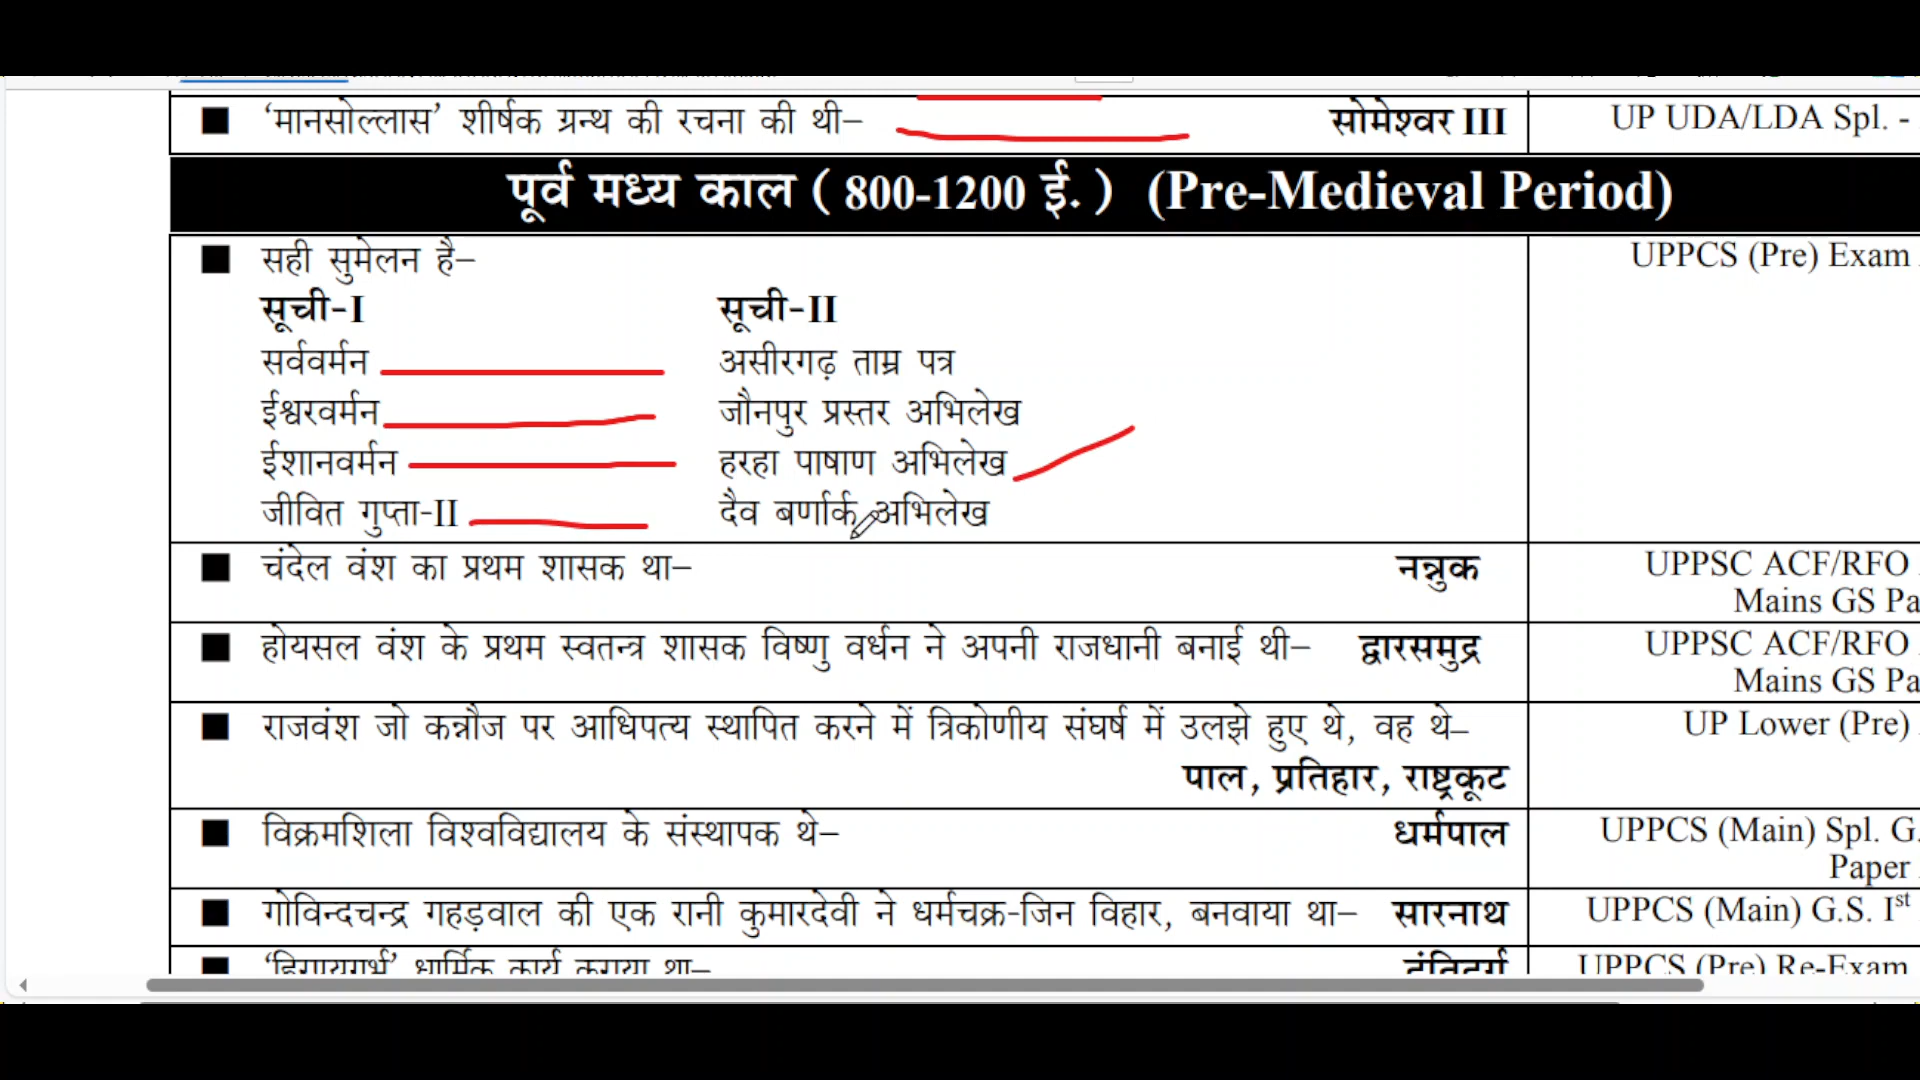 ■ ‘मानसोल्लास’ शीर्षक ग्रन्थ की रचना की थी– सोमेश्वर III UP UDA/LDA Spl. -
पूर्व मध्य काल ( 800-1200 ई. ) (Pre-Medieval Period)
■ सही सुमेलन है– UPPCS (Pre) Exam
सूची-I सूची-II
सर्ववर्मन असीरगढ़ ताम्र पत्र
ईश्वरवर्मन जौनपुर प्रस्तर अभिलेख
ईशानवर्मन हरहा पाषाण अभिलेख
जीवित गुप्ता-II दैव बर्णार्क अभिलेख
■ चंदेल वंश का प्रथम शासक था– नन्नुक UPPSC ACF/RFO
Mains GS Pa
■ होयसल वंश के प्रथम स्वतन्त्र शासक विष्णु वर्धन ने अपनी राजधानी बनाई थी– द्वारसमुद्र UPPSC ACF/RFO
Mains GS Pa
■ राजवंश जो कन्नौज पर आधिपत्य स्थापित करने में त्रिकोणीय संघर्ष में उलझे हुए थे, वह थे– UP Lower (Pre)
पाल, प्रतिहार, राष्ट्रकूट
■ विक्रमशिला विश्वविद्यालय के संस्थापक थे– धर्मपाल UPPCS (Main) Spl. G.
Paper
■ गोविन्दचन्द्र गहड़वाल की एक रानी कुमारदेवी ने धर्मचक्र-जिन विहार, बनवाया था– सारनाथ UPPCS (Main) G.S. Ist
■ धार्मिक कार्य कराया था– दंतिदुर्ग UPPCS (Pre) Re-Exam